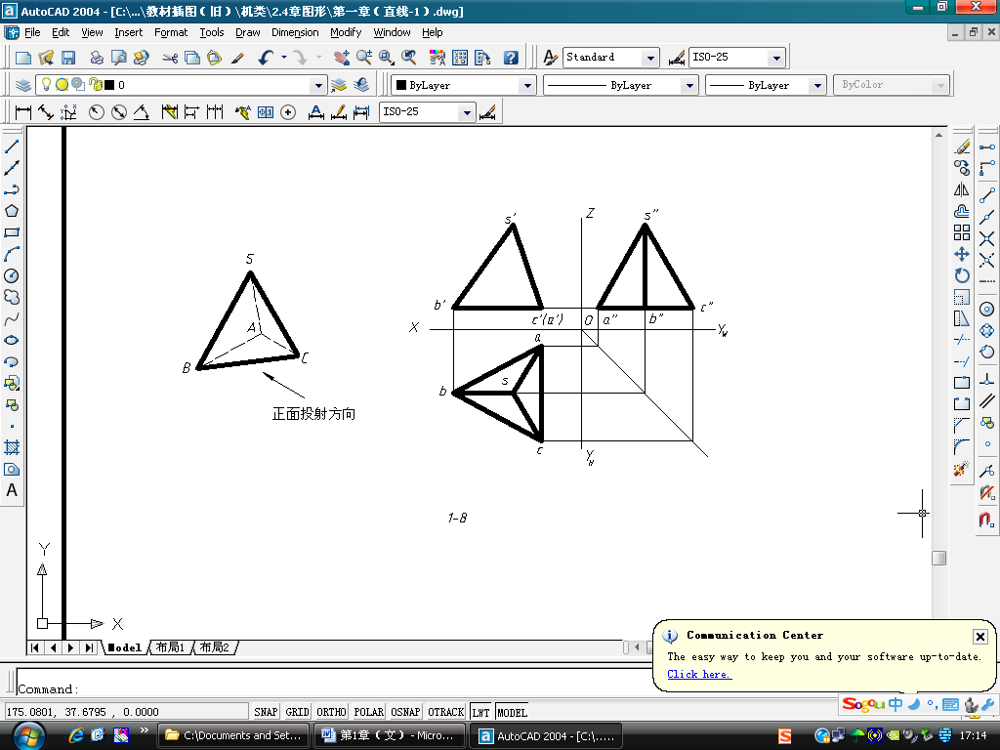 AutoCAD 2004 - [C:\...\教材插图(旧)\机类\2.4章图形\第一章(直线-1).dwg]
File Edit View Insert Format Tools Draw Dimension Modify Window Help
Standard ISO-25
0 ByLayer ByLayer ByLayer ByColor
ISO-25
S
A
B
C
正面投射方向
s' Z s"
b' c'(a') O a" b" c"
X YW
a
b s
c YH
1-8
Y
X
Model 布局1 布局2
Communication Center
The easy way to keep you and your software up-to-date.
Click here.
Command:
175.0801, 37.6795 , 0.0000 SNAP GRID ORTHO POLAR OSNAP OTRACK LWT MODEL
Sogou 中
C:\Documents and Set... 第1章(文) - Micro... AutoCAD 2004 - [C:\..... 17:14